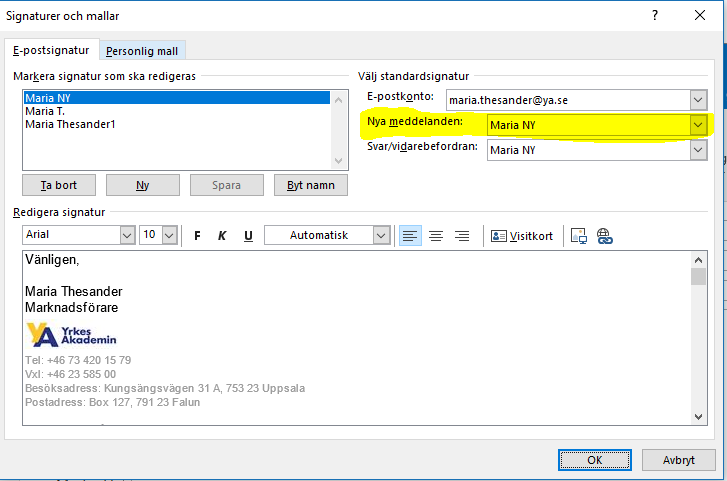 Signaturer och mallar
E-postsignatur Personlig mall
Markera signatur som ska redigeras
Maria NY
Maria T.
Maria Thesander1
Ta bort Ny Spara Byt namn
Välj standardsignatur
E-postkonto: maria.thesander@ya.se
Nya meddelanden: Maria NY
Svar/vidarebefordran: Maria NY
Redigera signatur
Arial 10 F K U Automatisk Visitkort
Vänligen,
Maria Thesander
Marknadsförare
YA Yrkes
Akademin
Tel: +46 73 420 15 79
Vxl: +46 23 585 00
Besöksadress: Kungsängsvägen 31 A, 753 23 Uppsala
Postadress: Box 127, 791 23 Falun
OK Avbryt